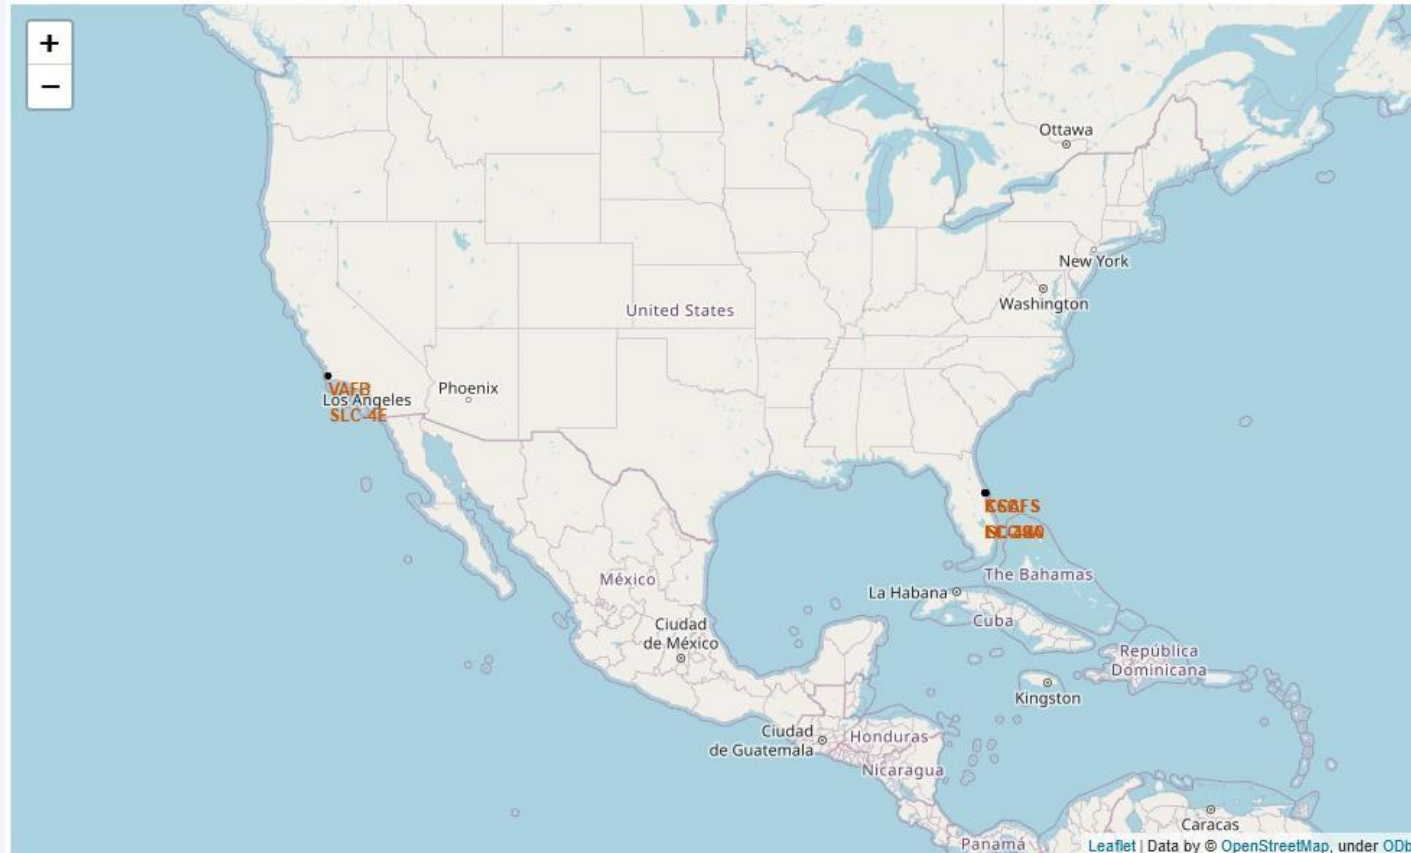 +
−
Ottawa
New York
Washington
United States
Phoenix
VAFB
Los Angeles
SLC-4E
The Bahamas
México
La Habana
Cuba
Ciudad
de México
República
Dominicana
Kingston
Ciudad
de Guatemala
Honduras
Nicaragua
Caracas
Panamá
Leaflet | Data by © OpenStreetMap, under ODb